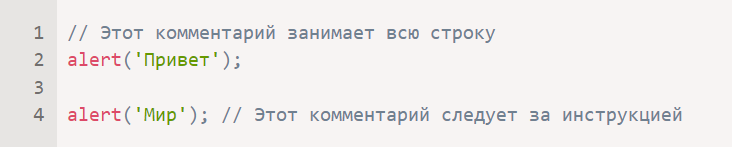 1 // Этот комментарий занимает всю строку
2 alert('Привет');
3
4 alert('Мир'); // Этот комментарий следует за инструкцией